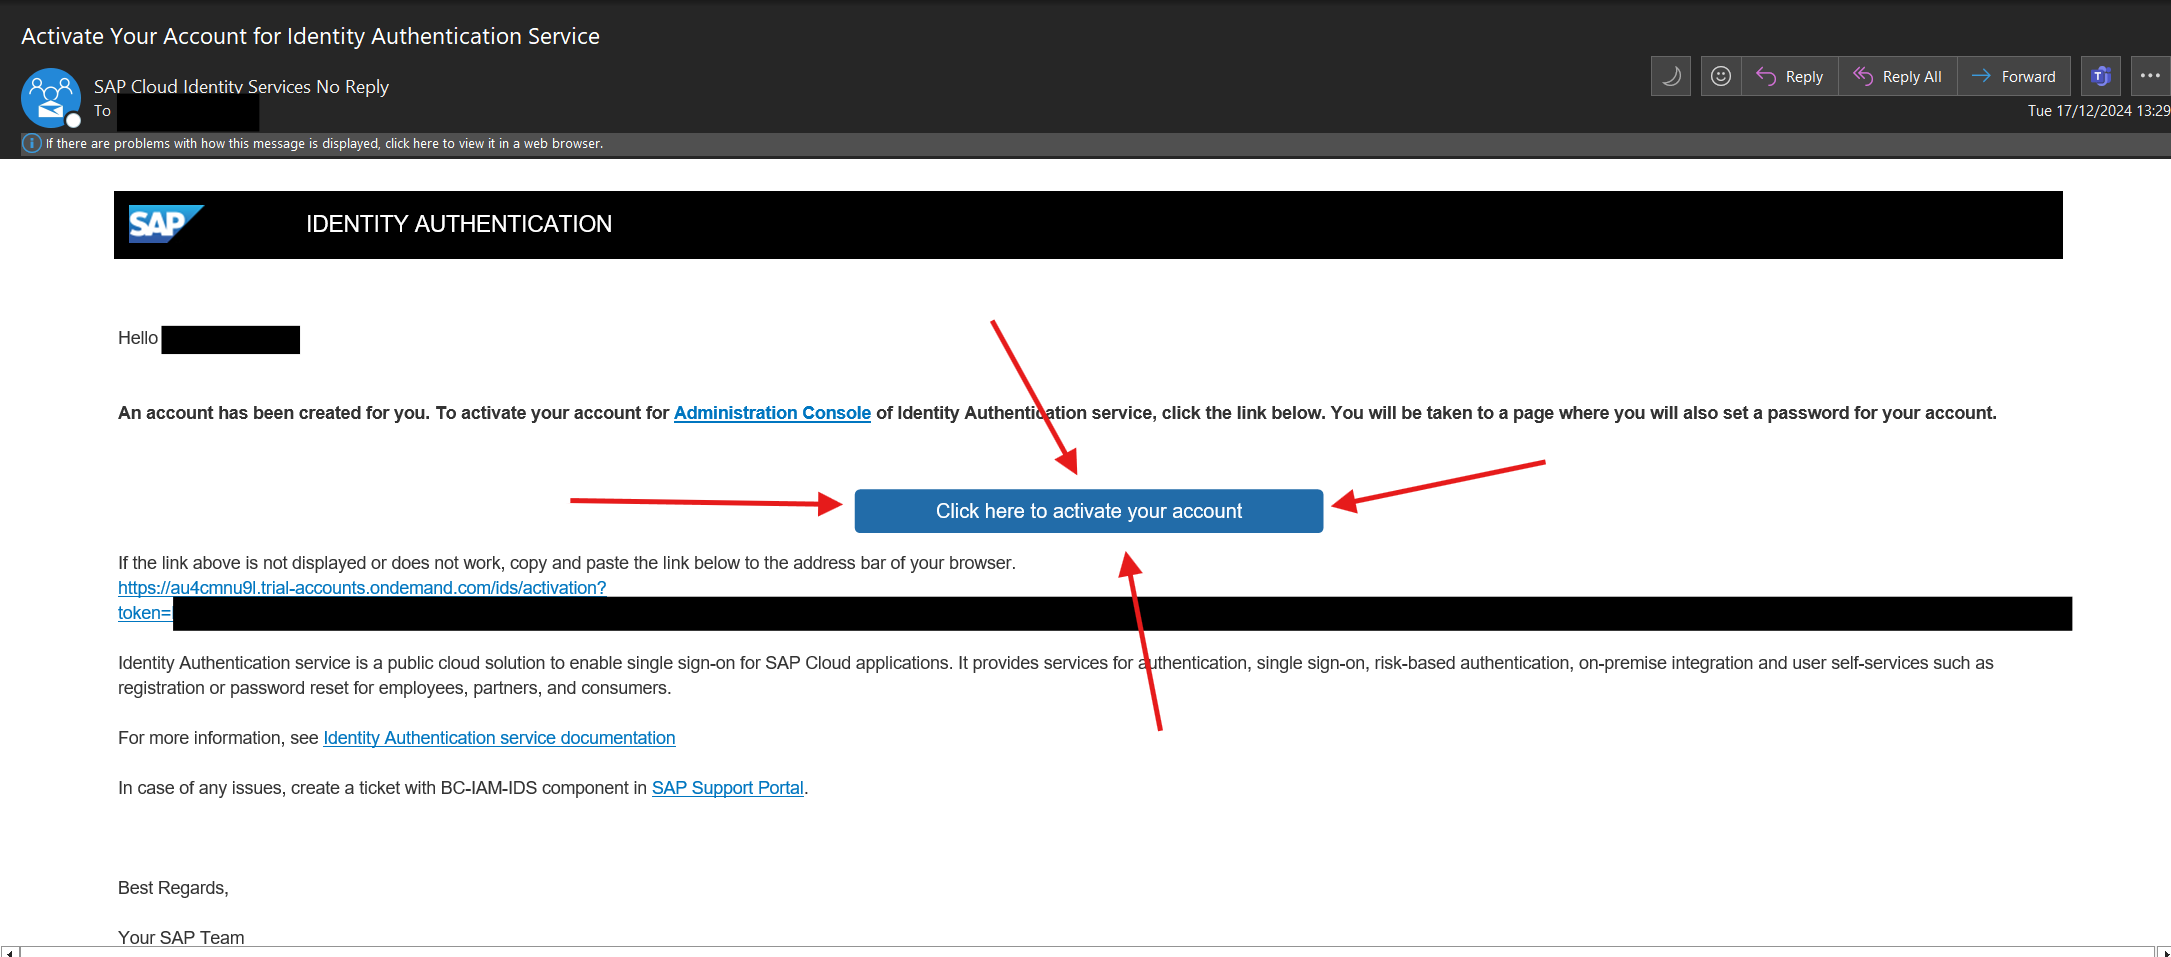 Activate Your Account for Identity Authentication Service
SAP Cloud Identity Services No Reply
To
Reply
Reply All
Forward
Tue 17/12/2024 13:29
If there are problems with how this message is displayed, click here to view it in a web browser.
SAP
IDENTITY AUTHENTICATION
Hello
An account has been created for you. To activate your account for Administration Console of Identity Authentication service, click the link below. You will be taken to a page where you will also set a password for your account.
Click here to activate your account
If the link above is not displayed or does not work, copy and paste the link below to the address bar of your browser.
https://au4cmnu9l.trial-accounts.ondemand.com/ids/activation?
token=
Identity Authentication service is a public cloud solution to enable single sign-on for SAP Cloud applications. It provides services for authentication, single sign-on, risk-based authentication, on-premise integration and user self-services such as
registration or password reset for employees, partners, and consumers.
For more information, see Identity Authentication service documentation
In case of any issues, create a ticket with BC-IAM-IDS component in SAP Support Portal.
Best Regards,
Your SAP Team